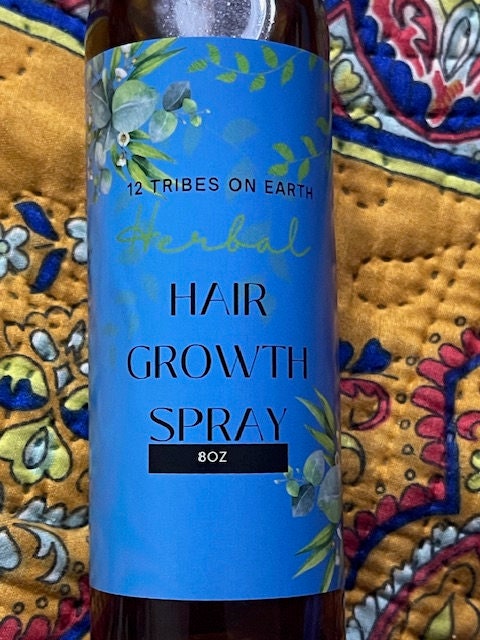 12 TRIBES ON EARTH
Herbal
HAIR
GROWTH
SPRAY
8OZ